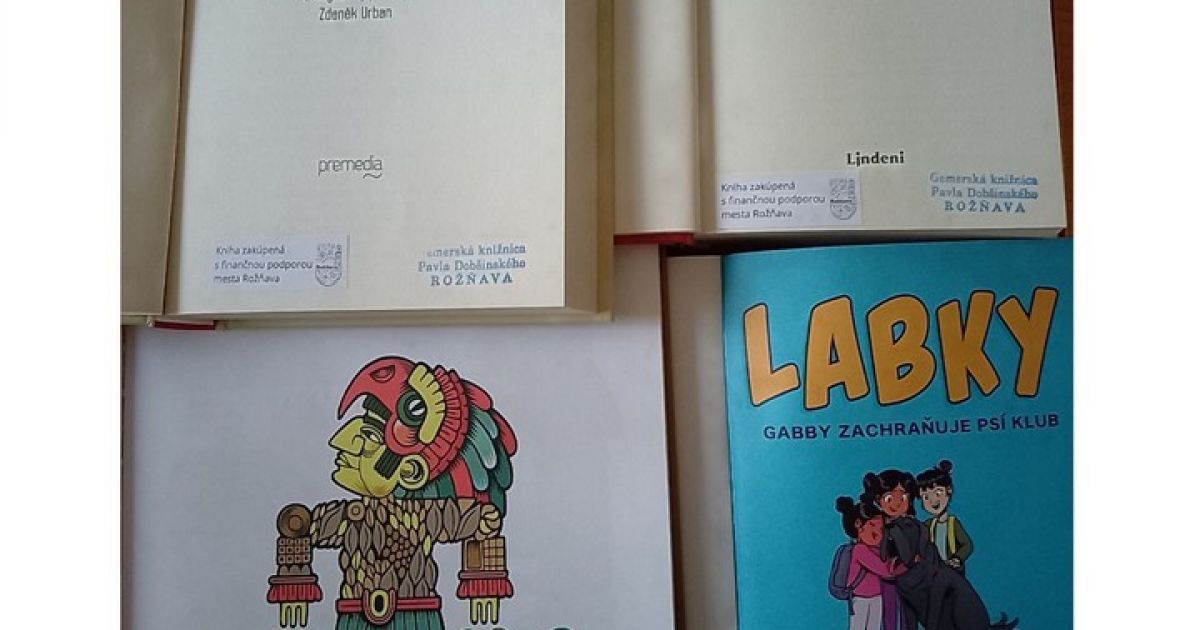 Zdeněk Urban
premedia
Kniha zakúpená
s finančnou podporou
mesta Rožňava
Gemerská knižnica
Pavla Dobšinského
ROŽŇAVA
Lindeni
Kniha zakúpená
s finančnou podporou
mesta Rožňava
Gemerská knižnica
Pavla Dobšinského
ROŽŇAVA
LABKY
GABBY ZACHRAŇUJE PSÍ KLUB